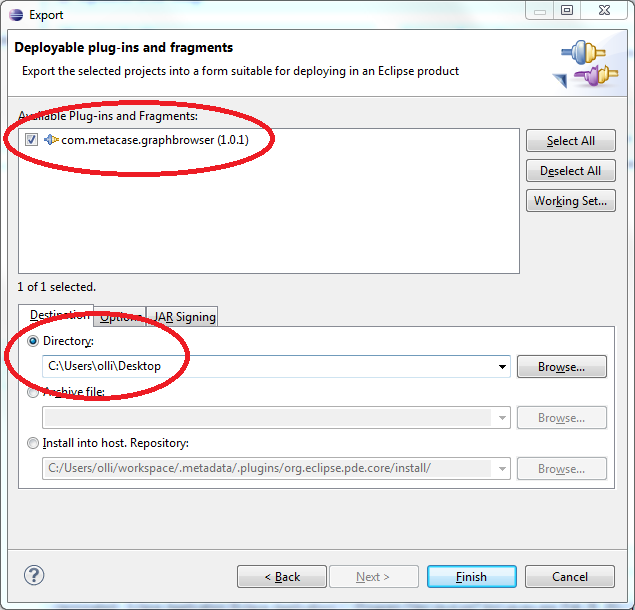 Export
Deployable plug-ins and fragments
Export the selected projects into a form suitable for deploying in an Eclipse product
Available Plug-ins and Fragments:
com.metacase.graphbrowser (1.0.1)
Select All
Deselect All
Working Set...
1 of 1 selected.
Destination Options JAR Signing
Directory:
C:\Users\olli\Desktop Browse...
Archive file:
Browse...
Install into host. Repository:
C:/Users/olli/workspace/.metadata/.plugins/org.eclipse.pde.core/install/ Browse...
? < Back Next > Finish Cancel